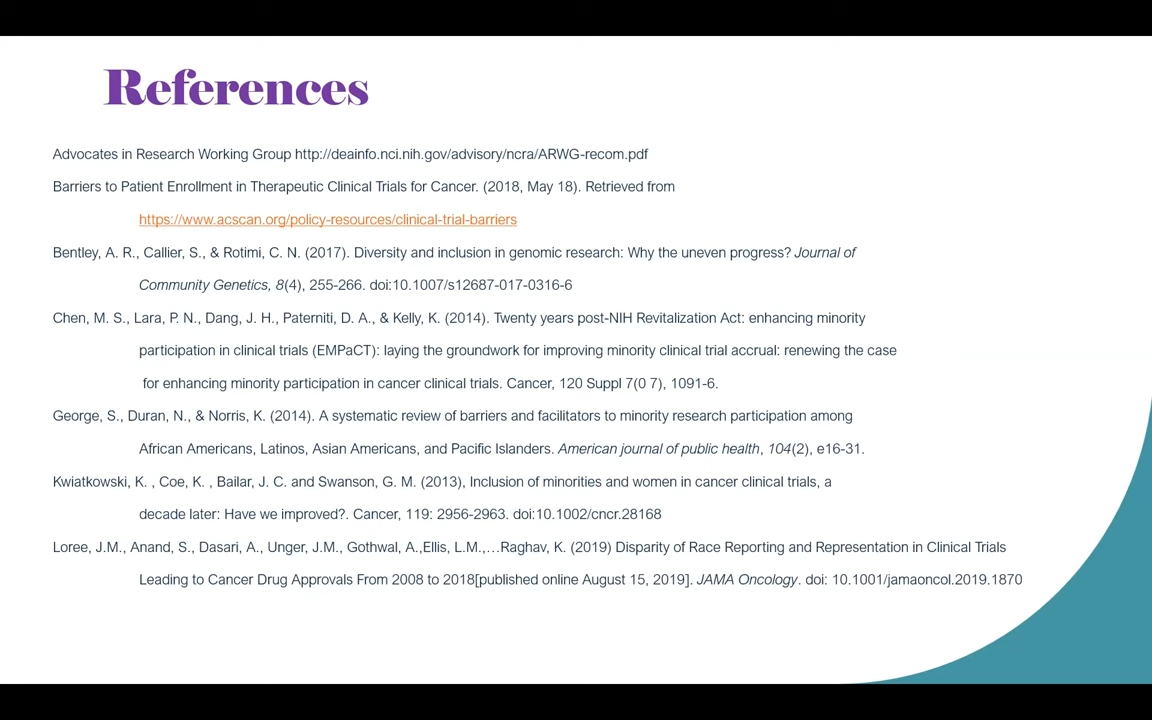 References
Advocates in Research Working Group http://deainfo.nci.nih.gov/advisory/ncra/ARWG-recom.pdf
Barriers to Patient Enrollment in Therapeutic Clinical Trials for Cancer. (2018, May 18). Retrieved from
https://www.acscan.org/policy-resources/clinical-trial-barriers
Bentley, A. R., Callier, S., & Rotimi, C. N. (2017). Diversity and inclusion in genomic research: Why the uneven progress? Journal of
Community Genetics, 8(4), 255-266. doi:10.1007/s12687-017-0316-6
Chen, M. S., Lara, P. N., Dang, J. H., Paterniti, D. A., & Kelly, K. (2014). Twenty years post-NIH Revitalization Act: enhancing minority
participation in clinical trials (EMPaCT): laying the groundwork for improving minority clinical trial accrual: renewing the case
for enhancing minority participation in cancer clinical trials. Cancer, 120 Suppl 7(0 7), 1091-6.
George, S., Duran, N., & Norris, K. (2014). A systematic review of barriers and facilitators to minority research participation among
African Americans, Latinos, Asian Americans, and Pacific Islanders. American journal of public health, 104(2), e16-31.
Kwiatkowski, K. , Coe, K. , Bailar, J. C. and Swanson, G. M. (2013), Inclusion of minorities and women in cancer clinical trials, a
decade later: Have we improved?. Cancer, 119: 2956-2963. doi:10.1002/cncr.28168
Loree, J.M., Anand, S., Dasari, A., Unger, J.M., Gothwal, A.,Ellis, L.M.,…Raghav, K. (2019) Disparity of Race Reporting and Representation in Clinical Trials
Leading to Cancer Drug Approvals From 2008 to 2018[published online August 15, 2019]. JAMA Oncology. doi: 10.1001/jamaoncol.2019.1870